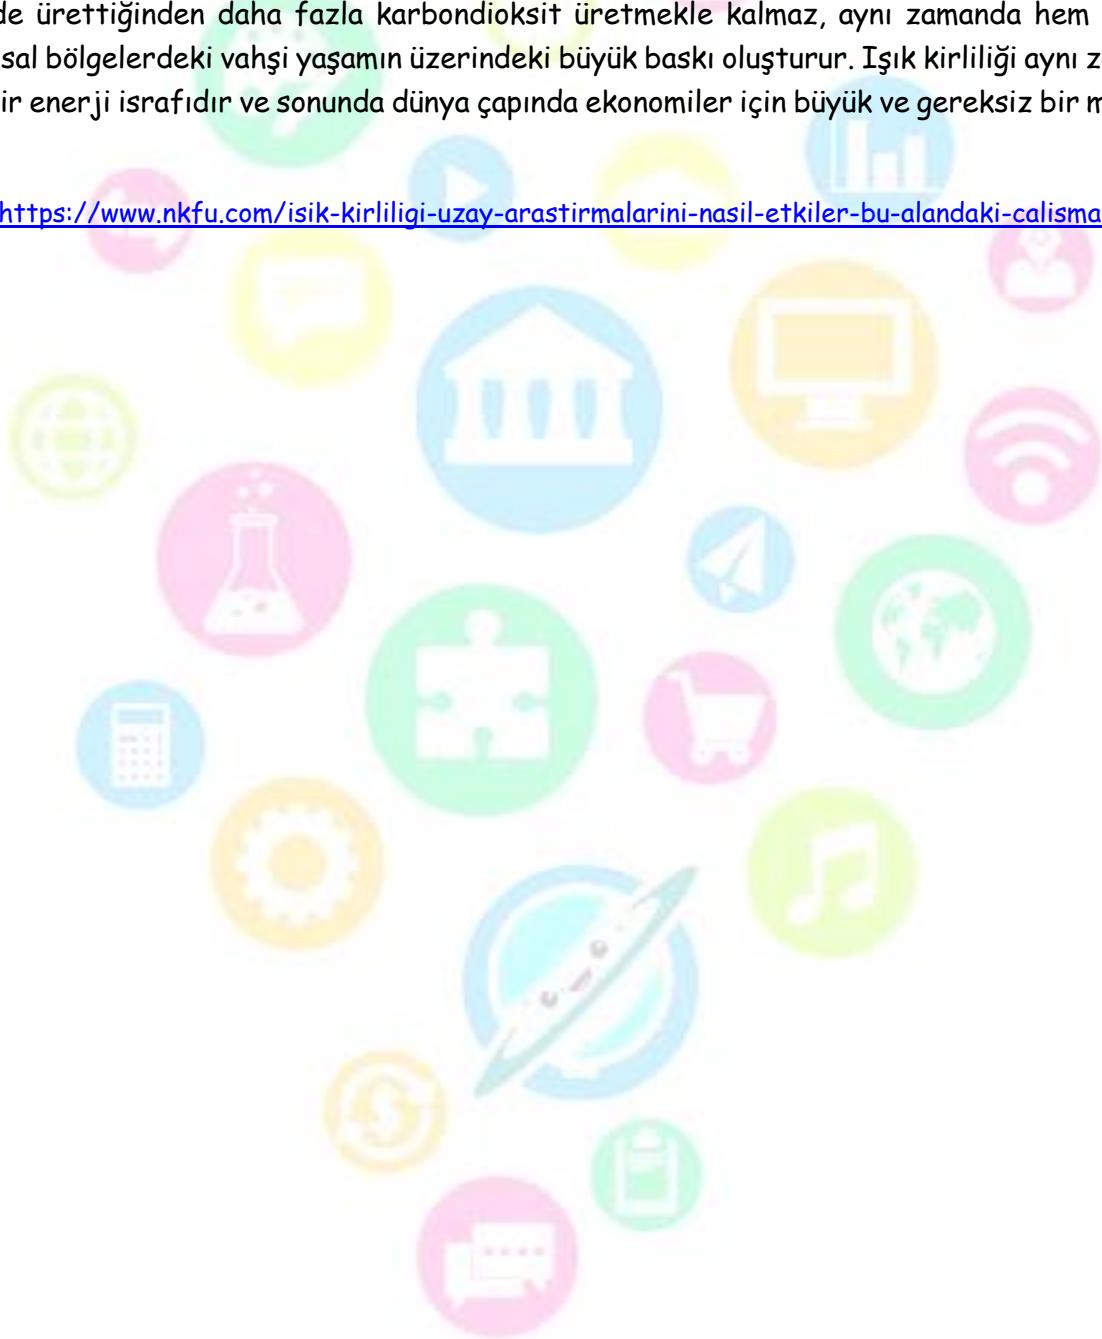 de ürettiğinden daha fazla karbondioksit üretmekle kalmaz, aynı zamanda hem
sal bölgelerdeki vahşi yaşamın üzerindeki büyük baskı oluşturur. Işık kirliliği aynı z
ir enerji israfıdır ve sonunda dünya çapında ekonomiler için büyük ve gereksiz bir m
https://www.nkfu.com/isik-kirliligi-uzay-arastirmalarini-nasil-etkiler-bu-alandaki-calisma